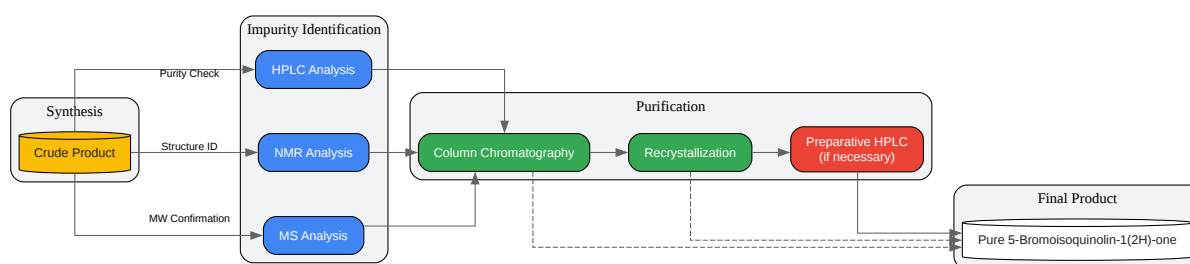 Impurity Identification
HPLC Analysis
Purity Check
Synthesis
Crude Product
Structure ID
NMR Analysis
MW Confirmation
MS Analysis
Purification
Column Chromatography
Recrystallization
Preparative HPLC
(if necessary)
Final Product
Pure 5-Bromoisoquinolin-1(2H)-one